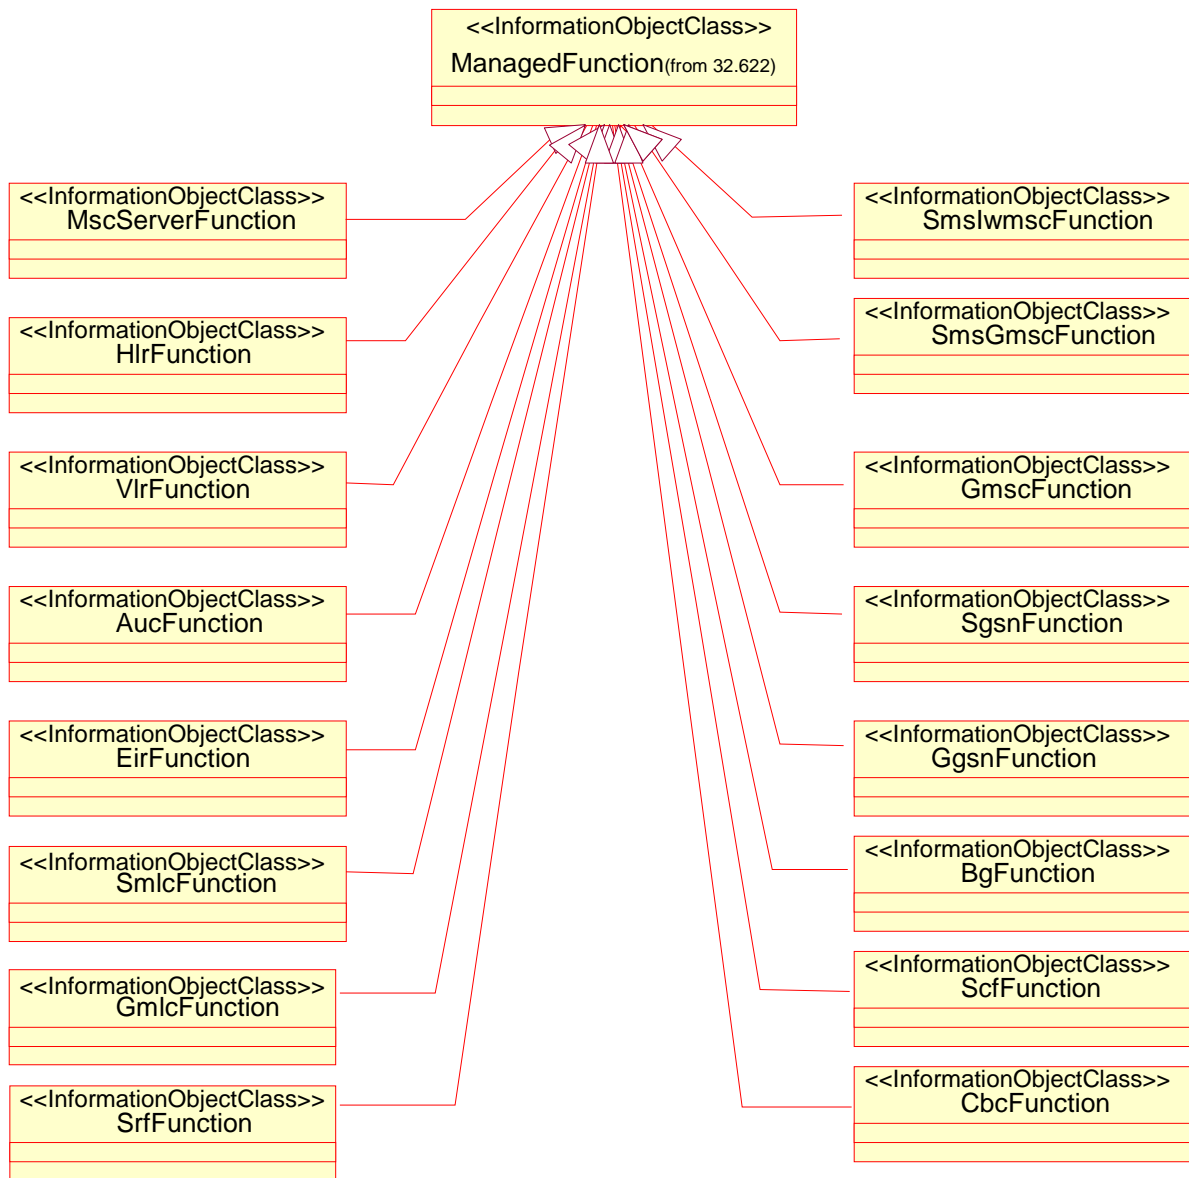 <<InformationObjectClass>>
ManagedFunction(from 32.622)
<<InformationObjectClass>>
MscServerFunction
<<InformationObjectClass>>
HlrFunction
<<InformationObjectClass>>
VlrFunction
<<InformationObjectClass>>
AucFunction
<<InformationObjectClass>>
EirFunction
<<InformationObjectClass>>
SmlcFunction
<<InformationObjectClass>>
GmlcFunction
<<InformationObjectClass>>
SrfFunction
<<InformationObjectClass>>
SmsIwmscFunction
<<InformationObjectClass>>
SmsGmscFunction
<<InformationObjectClass>>
GmscFunction
<<InformationObjectClass>>
SgsnFunction
<<InformationObjectClass>>
GgsnFunction
<<InformationObjectClass>>
BgFunction
<<InformationObjectClass>>
ScfFunction
<<InformationObjectClass>>
CbcFunction